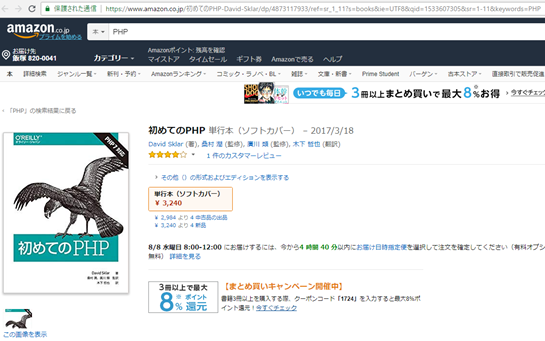 保護された通信 | https://www.amazon.co.jp/初めてのPHP-David-Sklar/dp/4873117933/ref=sr_1_11?s=books&ie=UTF8&qid=1533607305&sr=1-11&keywords=PHP
amazon.co.jp
プライムを始める
本 PHP
お届け先
飯塚 820-0041
カテゴリー
Amazonポイント: 残高を確認
マイストア タイムセール ギフト券 Amazonで売る ヘルプ
本 詳細検索 ジャンル一覧 新刊・予約 Amazonランキング コミック・ラノベ・BL 雑誌 文庫・新書 Prime Student バーゲン 古本ストア 直接取引で販売促進
いつでも毎日 3冊以上まとめ買いで最大8%お得 今すぐチェック
‹ 「PHP」の検索結果に戻る
O'REILLY
PHP7対応
初めてのPHP
David Sklar 著
この画像を表示
初めてのPHP 単行本（ソフトカバー） – 2017/3/18
David Sklar (著), 桑村 潤 (監修), 廣川 類 (監修), 木下 哲也 (翻訳)
1 件のカスタマーレビュー
› その他 () の形式およびエディションを表示する
単行本（ソフトカバー）
¥ 3,240
¥ 2,994 より 4 中古品の出品
¥ 3,240 より 4 新品
8/8 水曜日 8:00-12:00 にお届けするには、今から4 時間 40 分以内にお届け日時指定便を選択して注文を確定してください（有料オプシ
無料） 詳細を見る
3冊以上で最大
8% ポイント還元!
【まとめ買いキャンペーン開催中】
書籍3冊以上を購入する際、クーポンコード「1724」を入力すると最大8%ポ
イント還元！今すぐチェック